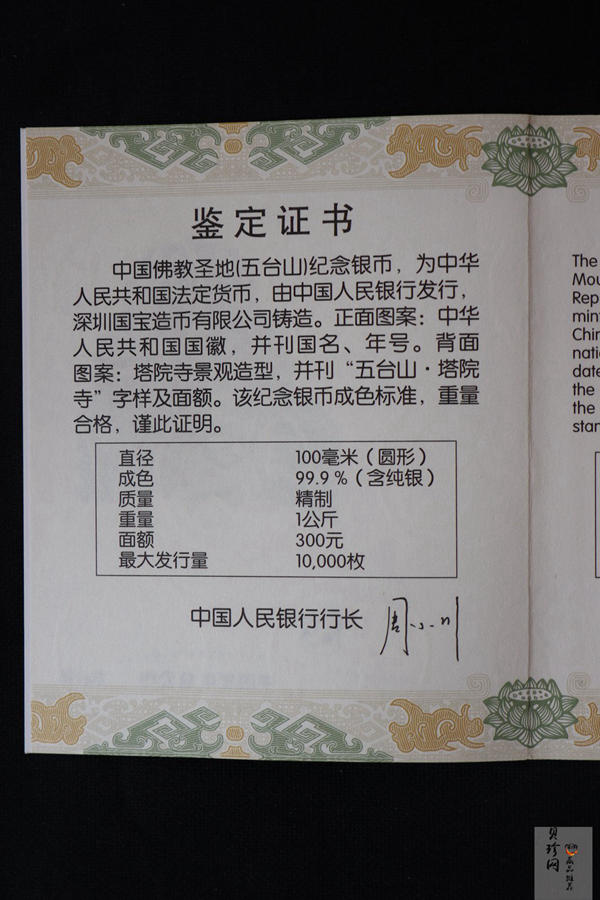 鉴定证书
中国佛教圣地(五台山)纪念银币，为中华
人民共和国法定货币，由中国人民银行发行，
深圳国宝造币有限公司铸造。正面图案：中华
人民共和国国徽，并刊国名、年号。背面
图案：塔院寺景观造型，并刊“五台山·塔院
寺”字样及面额。该纪念银币成色标准，重量
合格，谨此证明。
直径 100毫米（圆形）
成色 99.9％（含纯银）
质量 精制
重量 1公斤
面额 300元
最大发行量 10,000枚
中国人民银行行长 周小川
The
Mou
Rep
mint
Chin
natio
date
the
the
stan
贝珍网